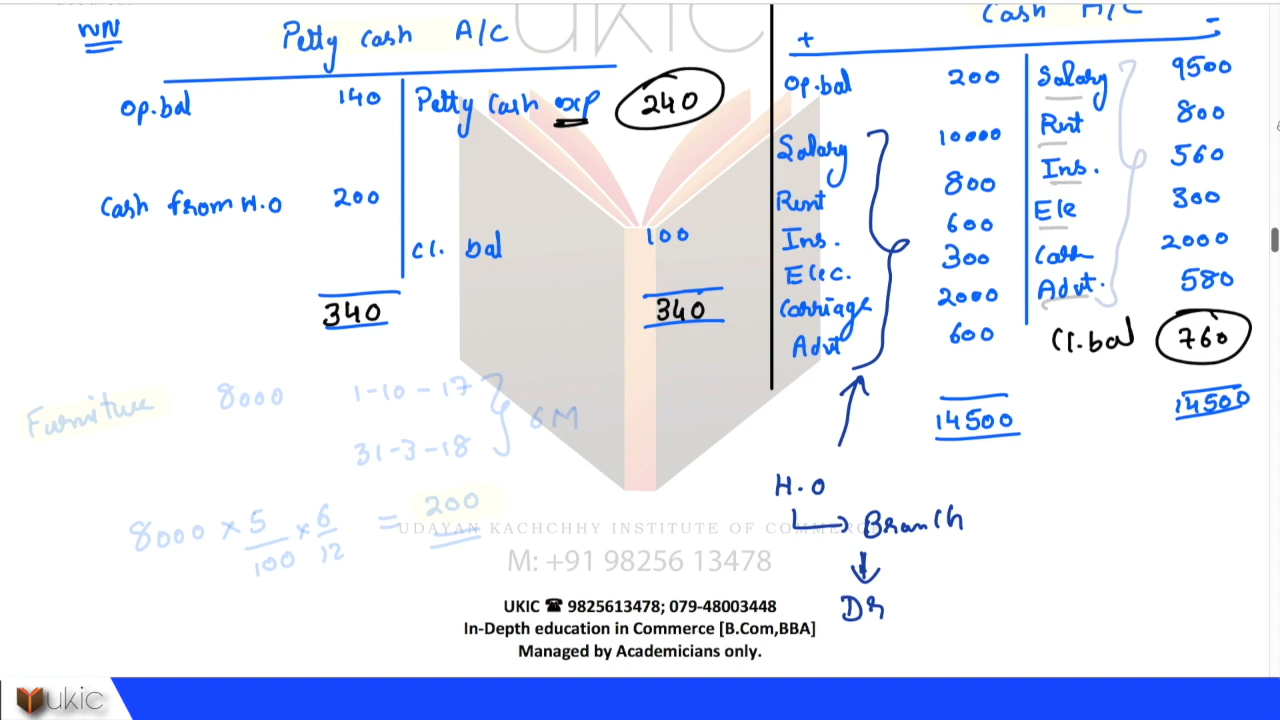 WN
Petty Cash A/C
Op.bal 140 Petty Cash exp 240
Cash from H.O 200
Cl. bal 100
340 340
Furniture 8000 1-10-17
31-3-18 6M
8000 × 5/100 × 6/12 = 200
Cash A/C
+ -
Op.bal 200 Salary 9500
Salary 10000 Rent 800
Rent 800 Ins. 560
Ins. 600 Ele 300
Elec. 300 Cash 2000
Carriage 2000 Advt. 580
Advt 600 Cl.bal 760
14500 14500
H.O
Branch
Dr
UKIC
UDAYAN KACHCHHY INSTITUTE OF COMMERC
M: +91 98256 13478
UKIC ☎ 9825613478; 079-48003448
In-Depth education in Commerce [B.Com,BBA]
Managed by Academicians only.
ukic